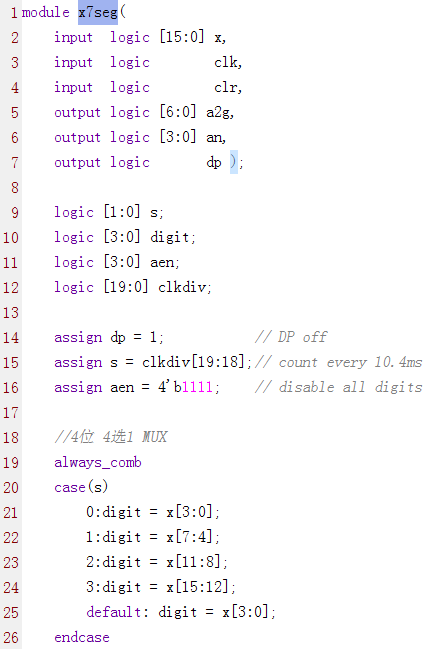 1 module x7seg(
2     input  logic [15:0] x,
3     input  logic        clk,
4     input  logic        clr,
5     output logic [6:0] a2g,
6     output logic [3:0] an,
7     output logic       dp );
8
9     logic [1:0] s;
10    logic [3:0] digit;
11    logic [3:0] aen;
12    logic [19:0] clkdiv;
13
14    assign dp = 1;            // DP off
15    assign s = clkdiv[19:18];// count every 10.4ms
16    assign aen = 4'b1111;    // disable all digits
17
18    //4位 4选1 MUX
19    always_comb
20    case(s)
21        0:digit = x[3:0];
22        1:digit = x[7:4];
23        2:digit = x[11:8];
24        3:digit = x[15:12];
25        default: digit = x[3:0];
26    endcase